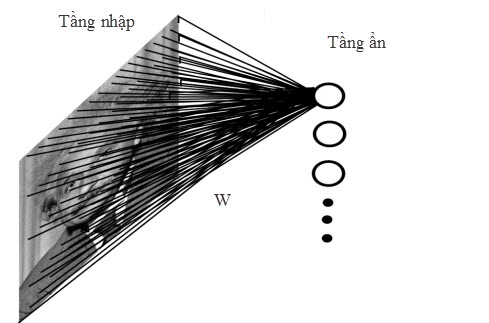 Tầng nhập
Tầng ẩn
W